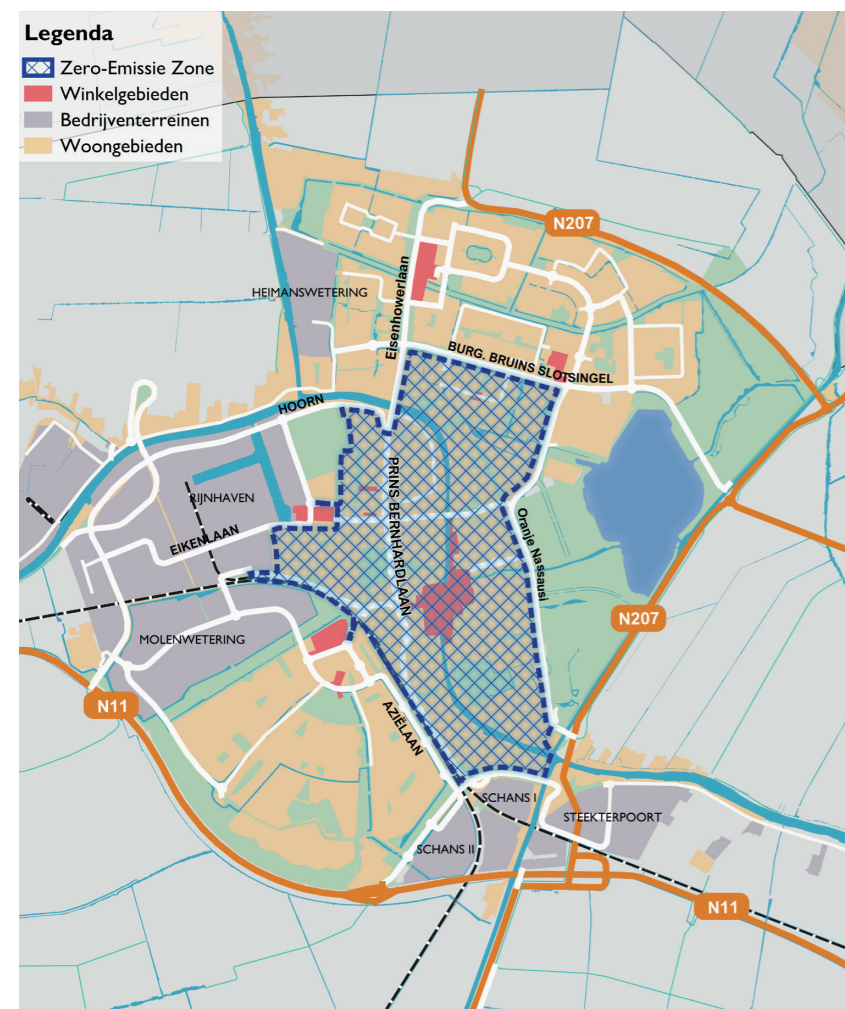 Legenda
Zero-Emissie Zone
Winkelgebieden
Bedrijventerreinen
Woongebieden
N207
HEIMANSWETERING
Eisenhowerlaan
BURG. BRUINS SLOTSINGEL
HOORN
PRINS BERNHARDLAAN
RIJNHAVEN
EIKENLAAN
Oranje Nassausi
N207
MOLENWETERING
N11
AZIËLAAN
SCHANS I
STEEKTERPOORT
SCHANS II
N11